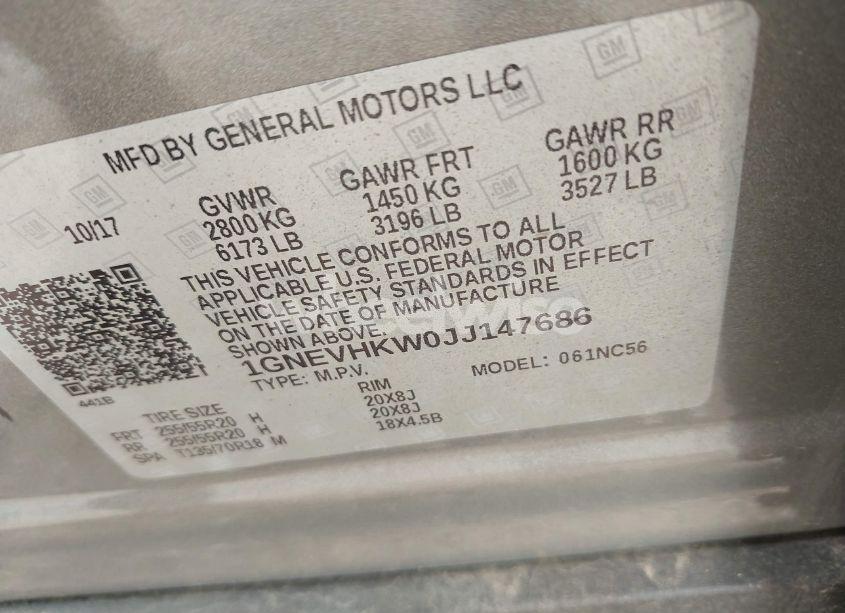 MFD BY GENERAL MOTORS LLC
10/17 GVWR GAWR FRT GAWR RR
2800 KG 1450 KG 1600 KG
6173 LB 3196 LB 3527 LB
THIS VEHICLE CONFORMS TO ALL
APPLICABLE U.S. FEDERAL MOTOR
VEHICLE SAFETY STANDARDS IN EFFECT
ON THE DATE OF MANUFACTURE
SHOWN ABOVE.
1GNEVHKW0JJ147686
TYPE: M.P.V. MODEL: 061NC56
441B
TIRE SIZE RIM
FRT 255/55R20 H 20X8J
RR 255/55R20 H 20X8J
SPA T135/70R18 M 18X4.5B
GM